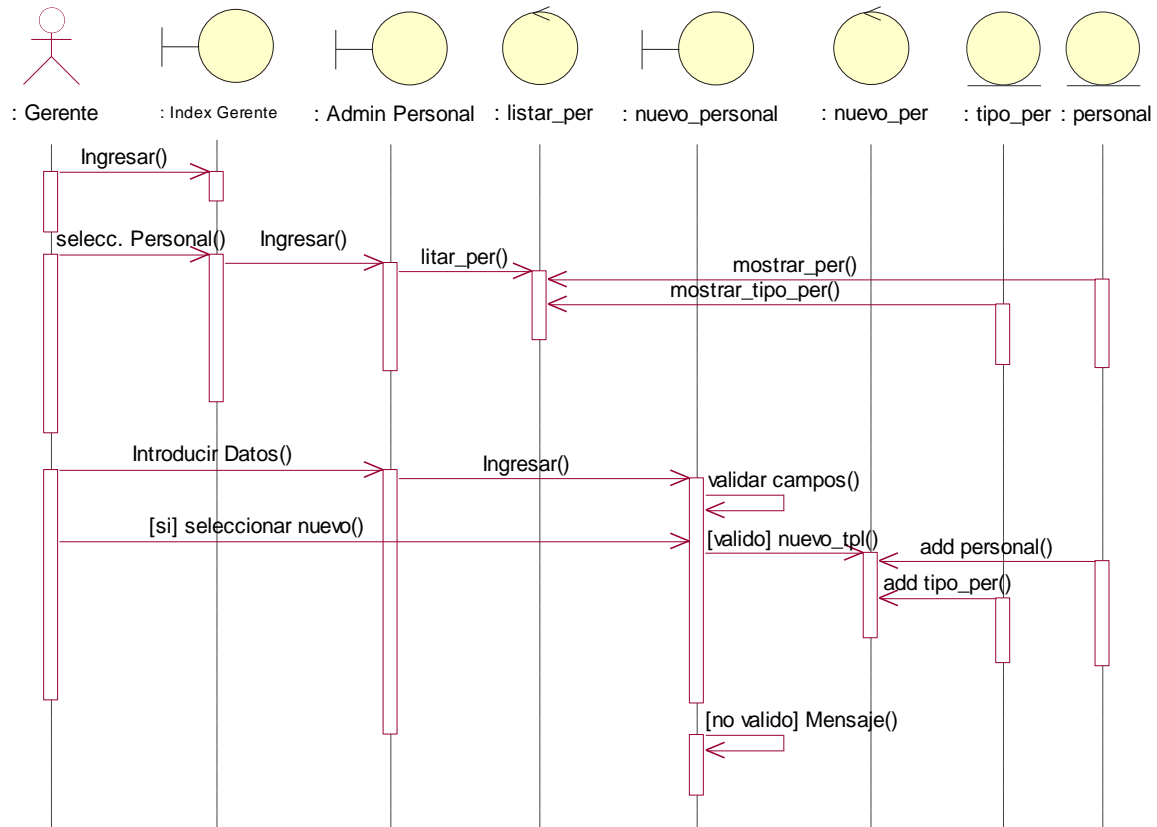 : Gerente
: Index Gerente
: Admin Personal
: listar_per
: nuevo_personal
: nuevo_per
: tipo_per
: personal
Ingresar()
selecc. Personal()
Ingresar()
litar_per()
mostrar_per()
mostrar_tipo_per()
Introducir Datos()
Ingresar()
validar campos()
[si] seleccionar nuevo()
[valido] nuevo_tpl()
add personal()
add tipo_per()
[no valido] Mensaje()